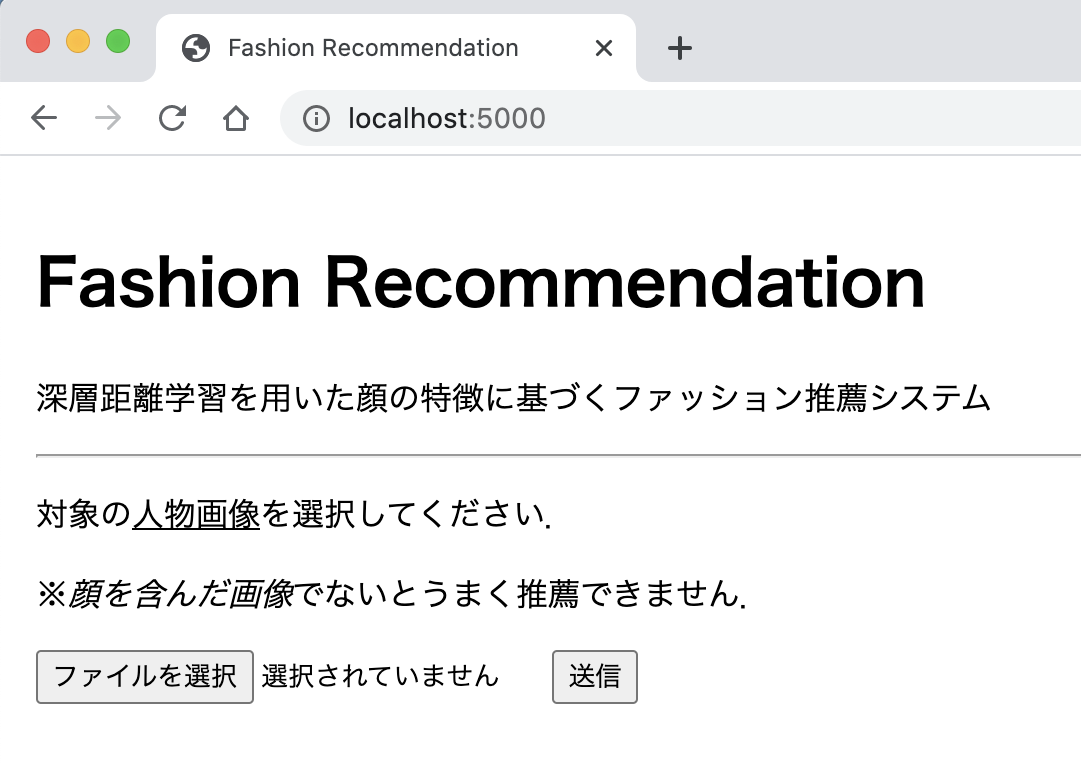 Fashion Recommendation
localhost:5000
Fashion Recommendation
深層距離学習を用いた顔の特徴に基づくファッション推薦システム
対象の人物画像を選択してください.
※顔を含んだ画像でないとうまく推薦できません.
ファイルを選択 選択されていません 送信